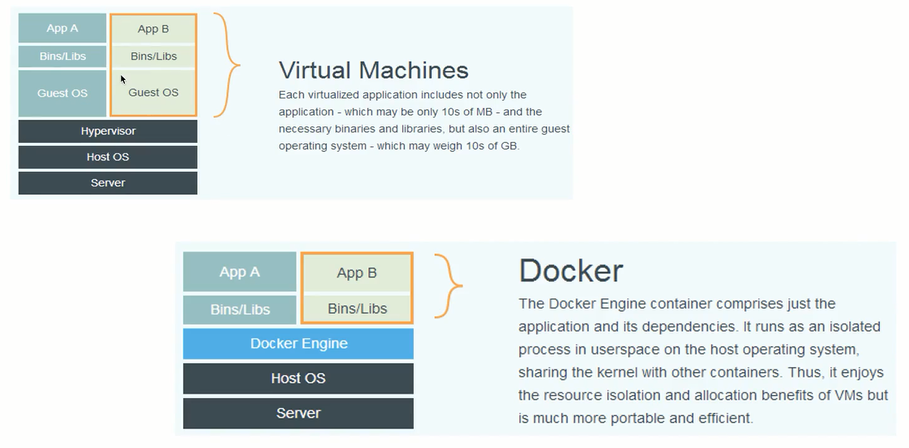 App A App B
Bins/Libs Bins/Libs
Guest OS Guest OS
Hypervisor
Host OS
Server
Virtual Machines
Each virtualized application includes not only the
application - which may be only 10s of MB - and the
necessary binaries and libraries, but also an entire guest
operating system - which may weigh 10s of GB.
App A App B
Bins/Libs Bins/Libs
Docker Engine
Host OS
Server
Docker
The Docker Engine container comprises just the
application and its dependencies. It runs as an isolated
process in userspace on the host operating system,
sharing the kernel with other containers. Thus, it enjoys
the resource isolation and allocation benefits of VMs but
is much more portable and efficient.